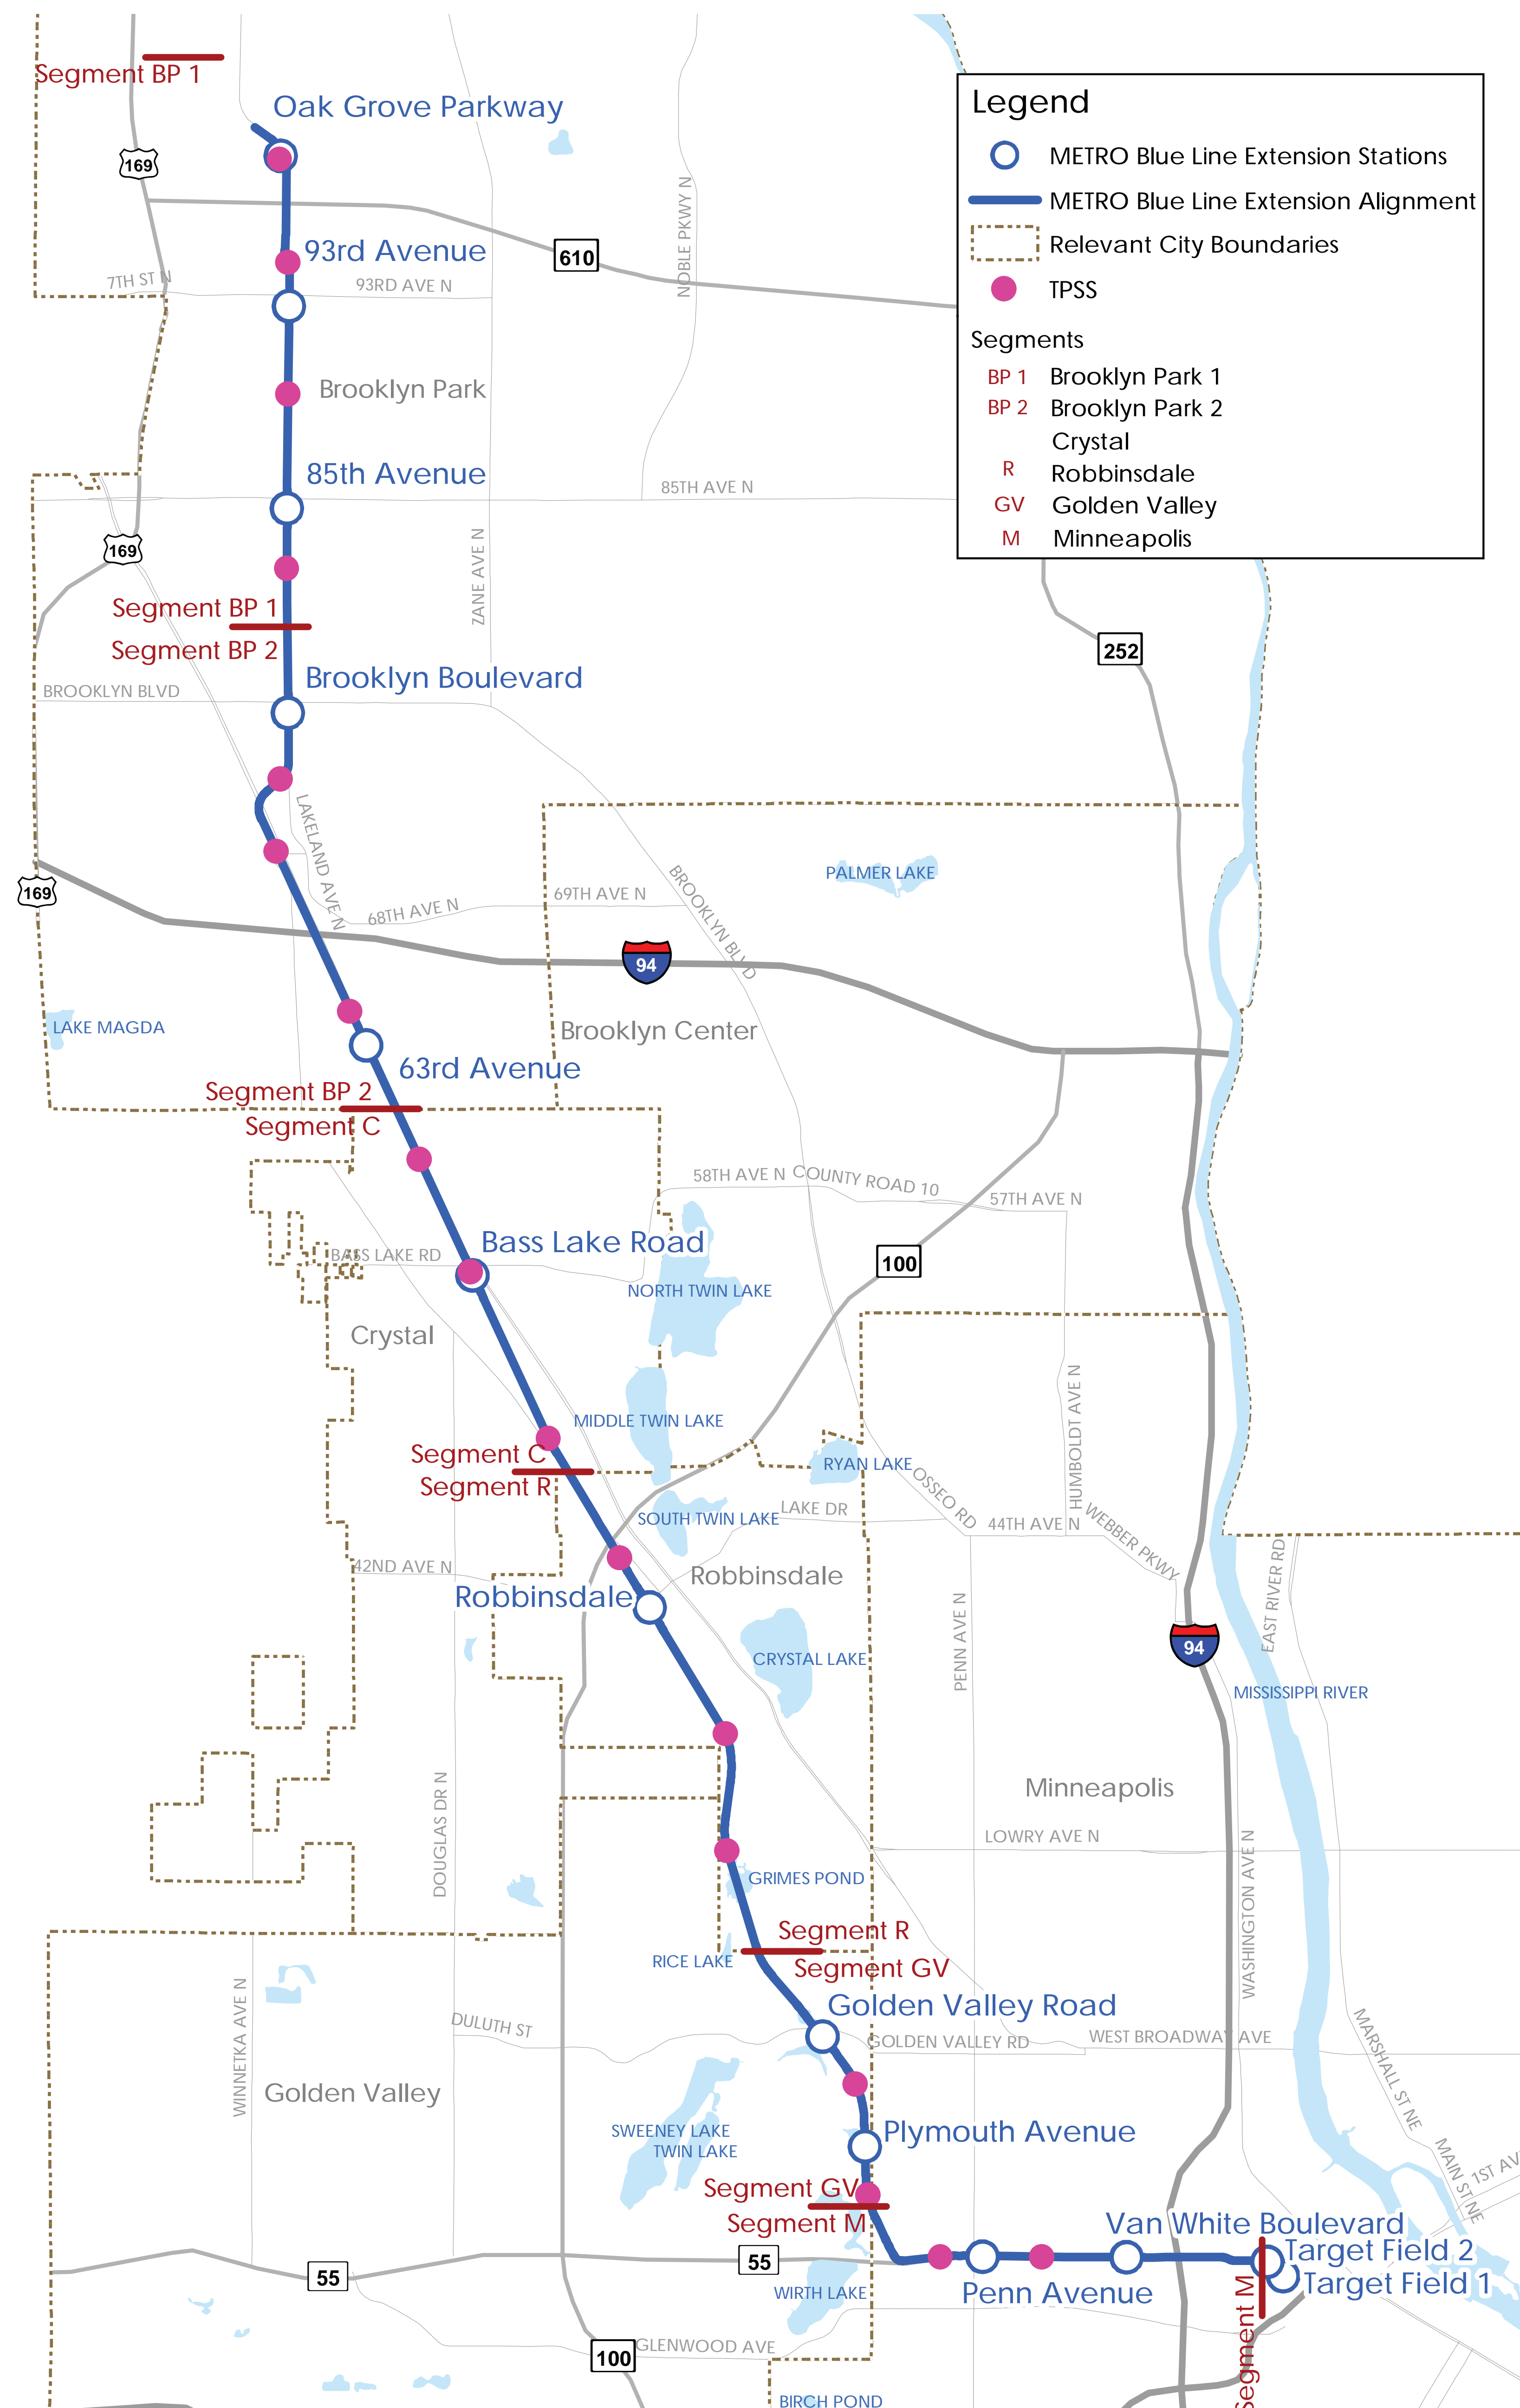 Segment BP 1
Oak Grove Parkway
169
Legend
METRO Blue Line Extension Stations
METRO Blue Line Extension Alignment
Relevant City Boundaries
TPSS
Segments
BP 1 Brooklyn Park 1
BP 2 Brooklyn Park 2
Crystal
R Robbinsdale
GV Golden Valley
M Minneapolis
NOBLE PKWY N
93rd Avenue
610
7TH ST N
93RD AVE N
Brooklyn Park
85th Avenue
85TH AVE N
169
ZANE AVE N
Segment BP 1
Segment BP 2
252
Brooklyn Boulevard
BROOKLYN BLVD
LAKELAND AVE N
PALMER LAKE
169
68TH AVE N
69TH AVE N
BROOKLYN BLVD
94
LAKE MAGDA
Brooklyn Center
63rd Avenue
Segment BP 2
Segment C
58TH AVE N
COUNTY ROAD 10
57TH AVE N
Bass Lake Road
BASS LAKE RD
100
NORTH TWIN LAKE
Crystal
MIDDLE TWIN LAKE
HUMBOLDT AVE N
Segment C
Segment R
RYAN LAKE
OSSEO RD
SOUTH TWIN LAKE
LAKE DR
44TH AVE N
WEBBER PKWY
42ND AVE N
Robbinsdale
Robbinsdale
EAST RIVER RD
PENN AVE N
94
CRYSTAL LAKE
MISSISSIPPI RIVER
Minneapolis
DOUGLAS DR N
LOWRY AVE N
WASHINGTON AVE N
GRIMES POND
Segment R
Segment GV
RICE LAKE
WINNETKA AVE N
Golden Valley Road
DULUTH ST
GOLDEN VALLEY RD
WEST BROADWAY AVE
MARSHALL ST NE
Golden Valley
SWEENEY LAKE
TWIN LAKE
Plymouth Avenue
MAIN ST NE
1ST AV
Segment GV
Segment M
Van White Boulevard
Target Field 2
Target Field 1
55
55
WIRTH LAKE
Penn Avenue
Segment M
100
GLENWOOD AVE
BIRCH POND